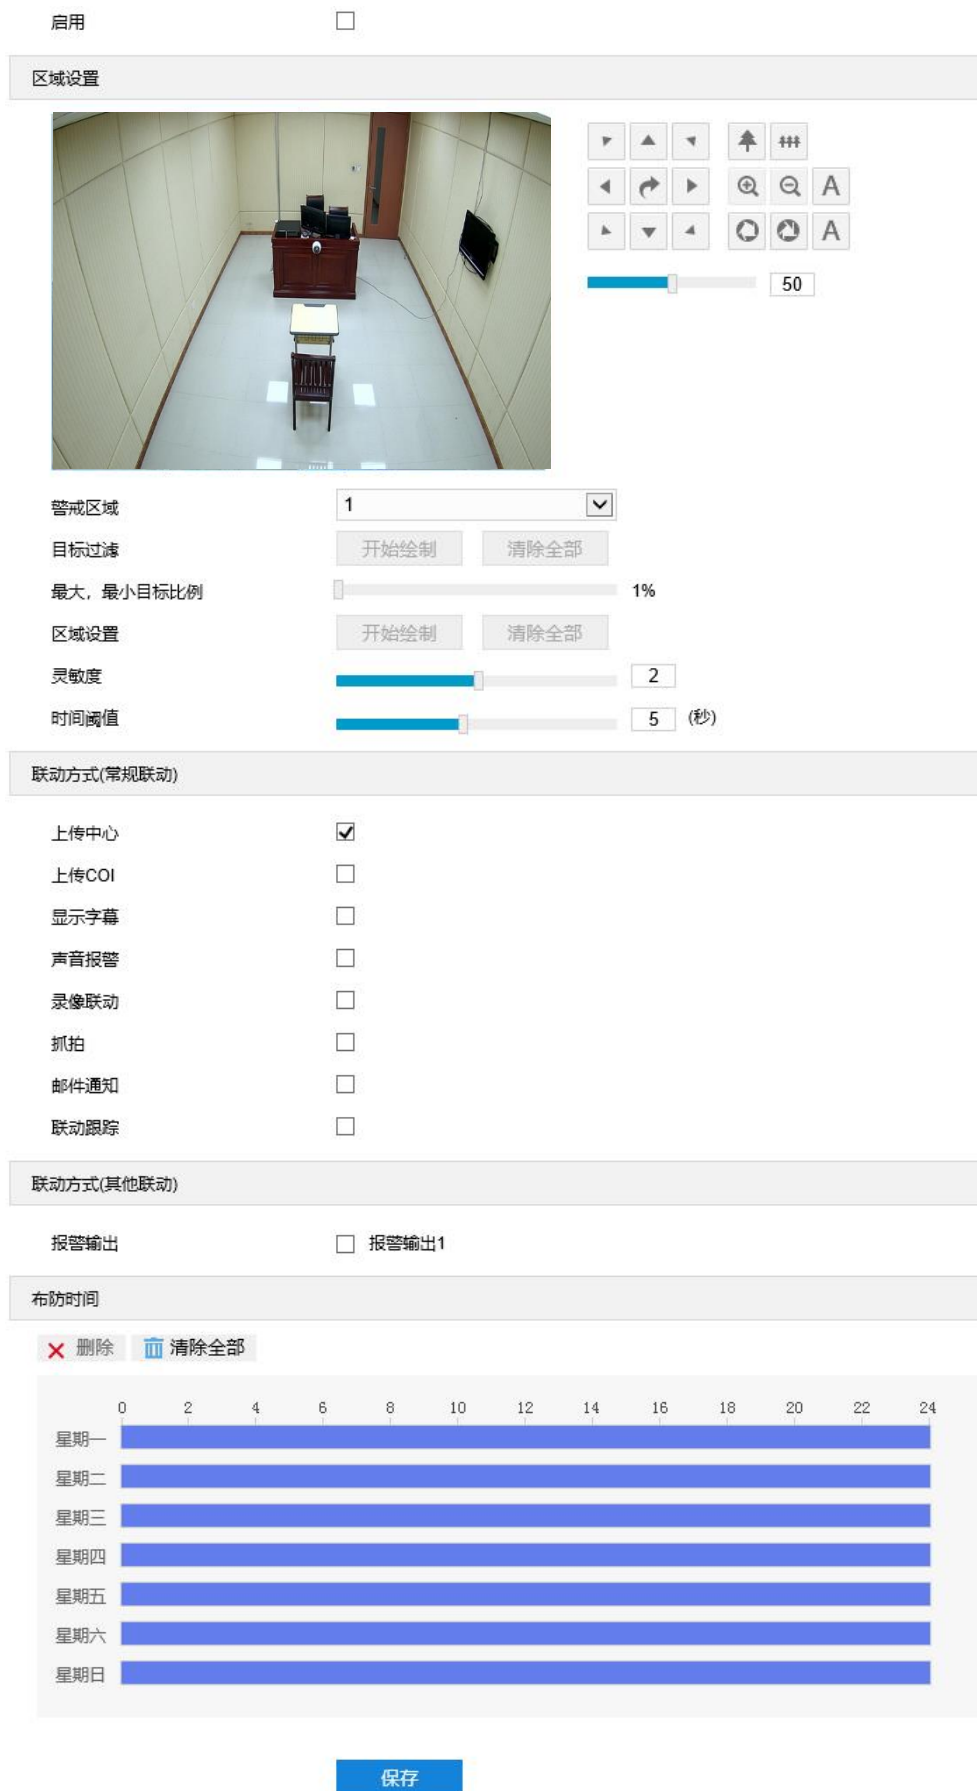 启用
区域设置
A
A
50
警戒区域 1
目标过滤 开始绘制 清除全部
最大，最小目标比例 1%
区域设置 开始绘制 清除全部
灵敏度 2
时间阈值 5 (秒)
联动方式(常规联动)
上传中心
上传COI
显示字幕
声音报警
录像联动
抓拍
邮件通知
联动跟踪
联动方式(其他联动)
报警输出 报警输出1
布防时间
删除 清除全部
0 2 4 6 8 10 12 14 16 18 20 22 24
星期一
星期二
星期三
星期四
星期五
星期六
星期日
保存